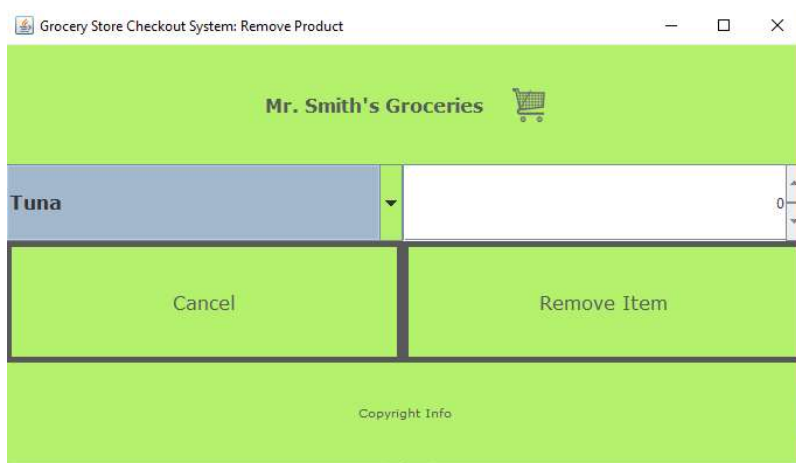 Grocery Store Checkout System: Remove Product
Mr. Smith's Groceries
Tuna
0
Cancel
Remove Item
Copyright Info